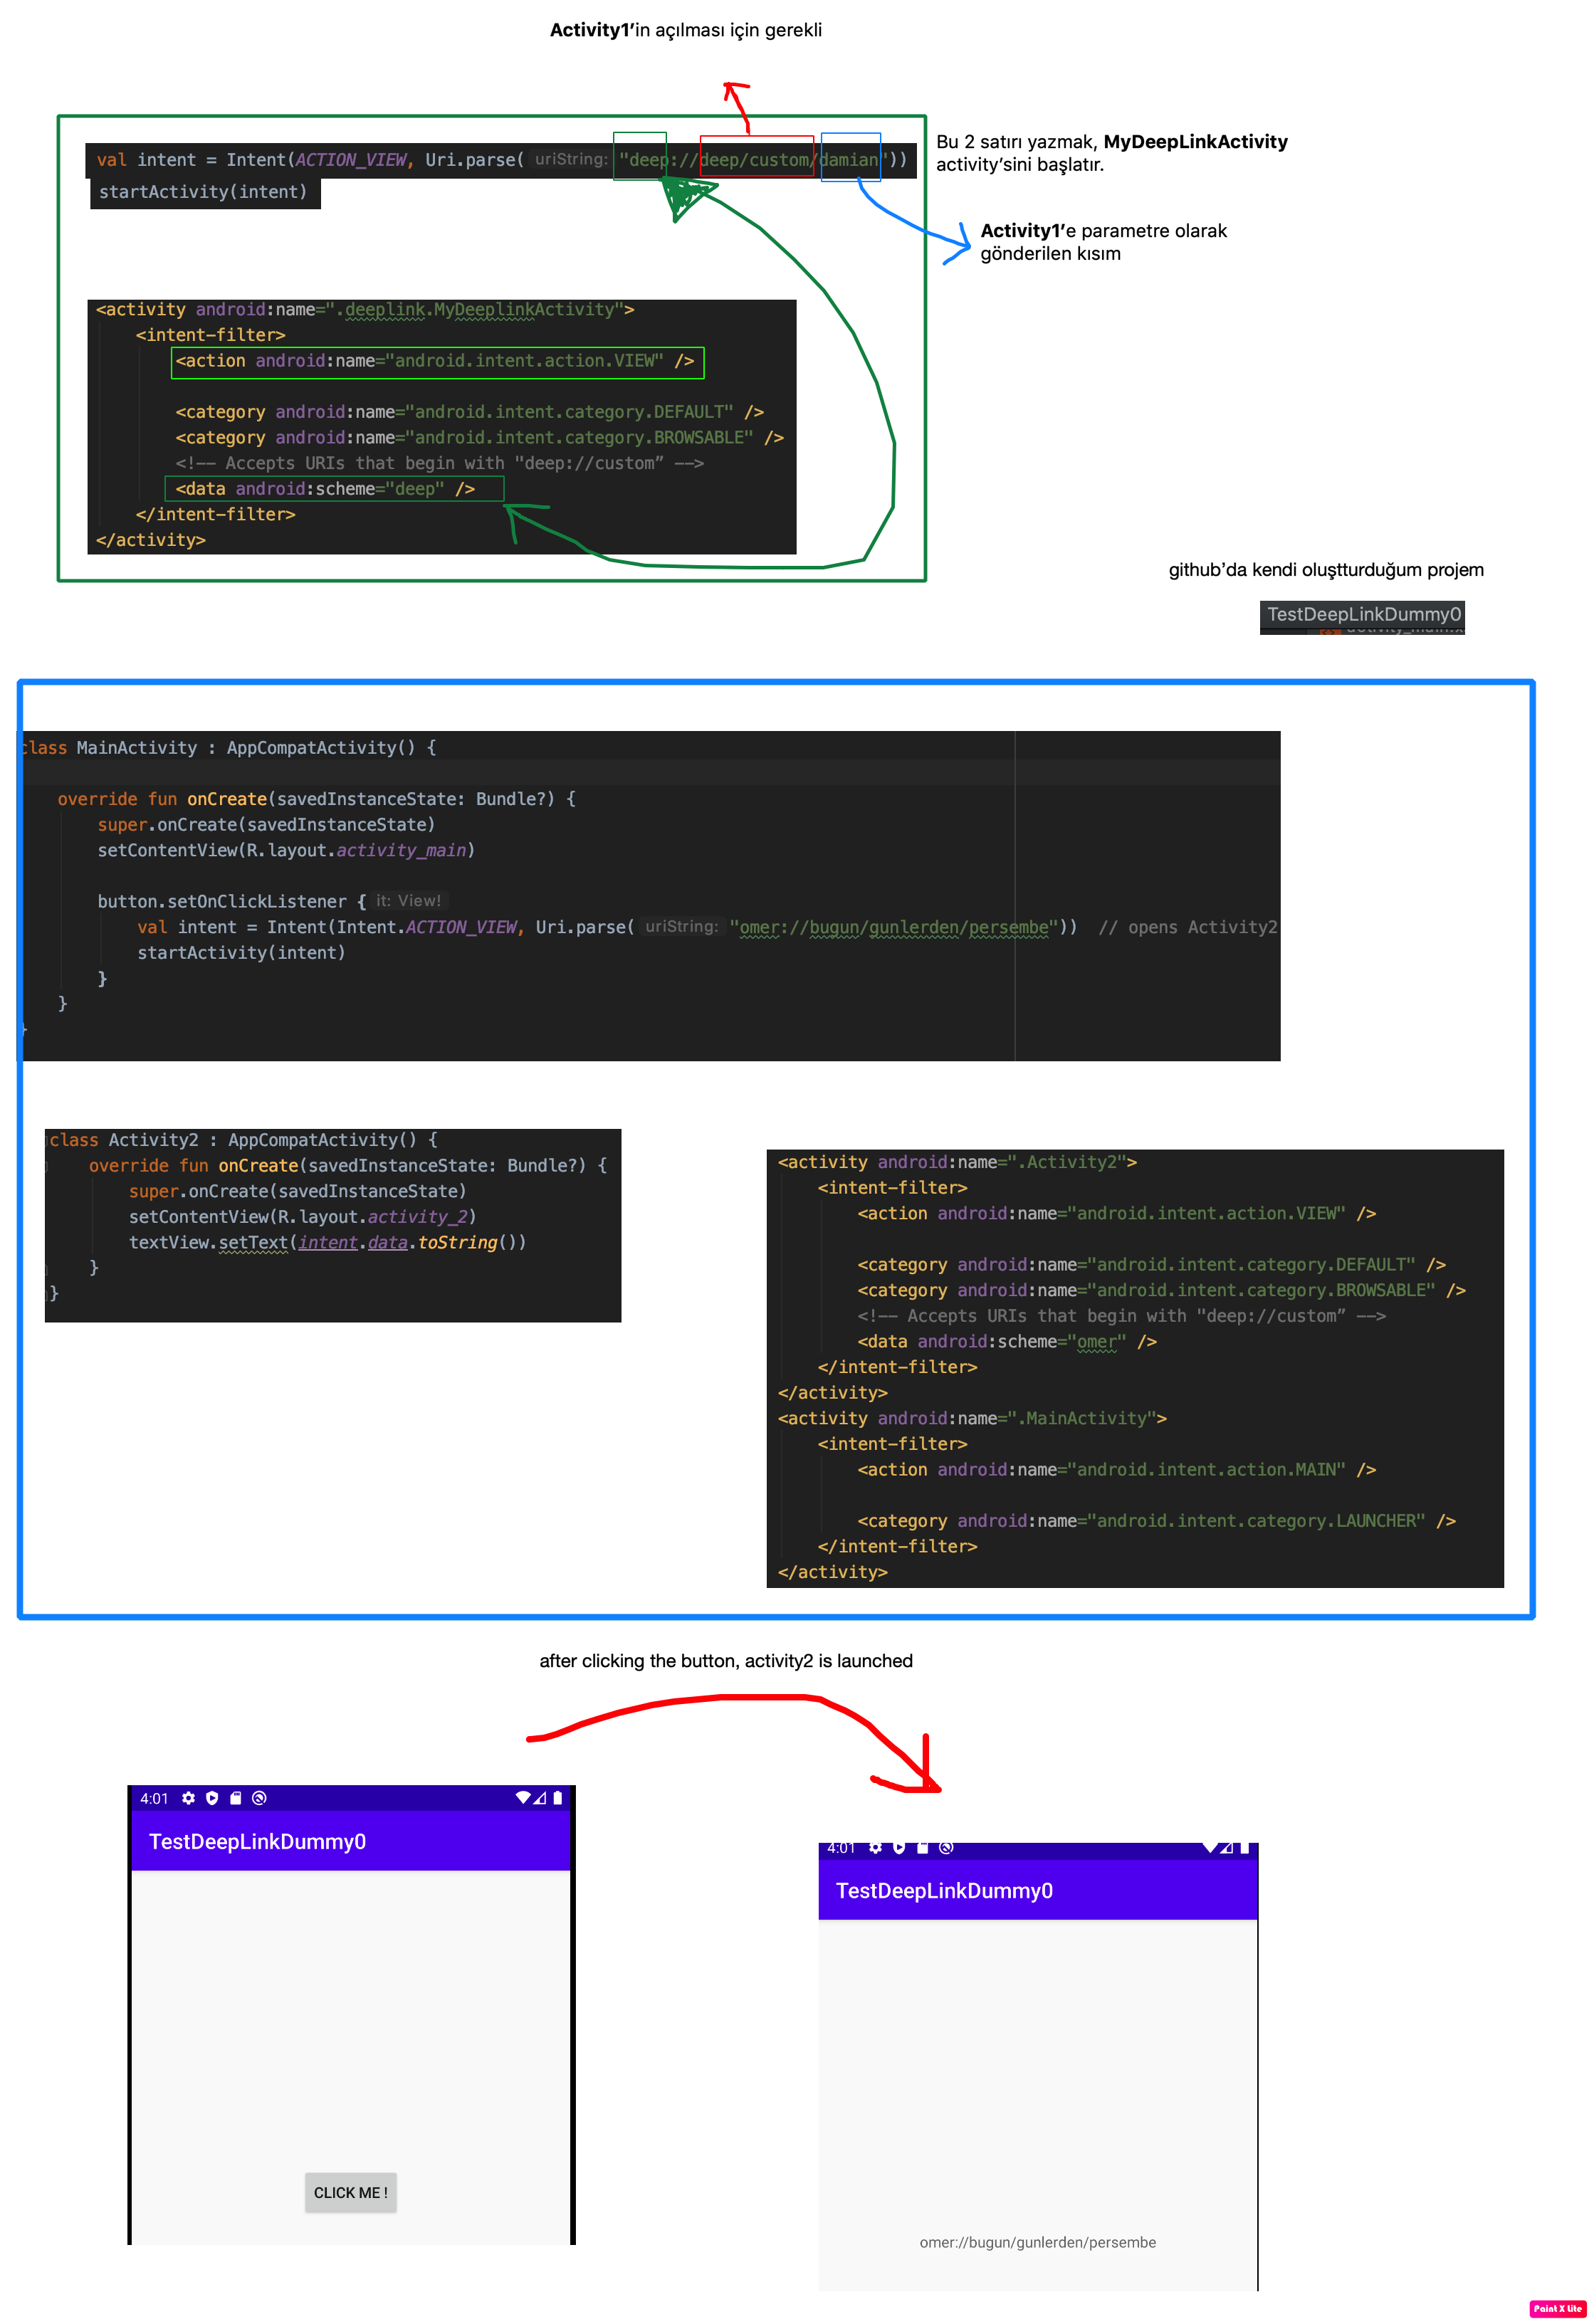 Activity1’in açılması için gerekli
val intent = Intent(ACTION_VIEW, Uri.parse( uriString: "deep://deep/custom/damian"))
startActivity(intent)
Bu 2 satırı yazmak, MyDeepLinkActivity
activity’sini başlatır.
Activity1’e parametre olarak
gönderilen kısım
<activity android:name=".deeplink.MyDeeplinkActivity">
<intent-filter>
<action android:name="android.intent.action.VIEW" />
<category android:name="android.intent.category.DEFAULT" />
<category android:name="android.intent.category.BROWSABLE" />
<!-- Accepts URIs that begin with "deep://custom” -->
<data android:scheme="deep" />
</intent-filter>
</activity>
github’da kendi oluştturduğum projem
TestDeepLinkDummy0
class MainActivity : AppCompatActivity() {
override fun onCreate(savedInstanceState: Bundle?) {
super.onCreate(savedInstanceState)
setContentView(R.layout.activity_main)
button.setOnClickListener { it: View!
val intent = Intent(Intent.ACTION_VIEW, Uri.parse( uriString: "omer://bugun/gunlerden/persembe")) // opens Activity2
startActivity(intent)
}
}
}
class Activity2 : AppCompatActivity() {
override fun onCreate(savedInstanceState: Bundle?) {
super.onCreate(savedInstanceState)
setContentView(R.layout.activity_2)
textView.setText(intent.data.toString())
}
}
<activity android:name=".Activity2">
<intent-filter>
<action android:name="android.intent.action.VIEW" />
<category android:name="android.intent.category.DEFAULT" />
<category android:name="android.intent.category.BROWSABLE" />
<!-- Accepts URIs that begin with "deep://custom” -->
<data android:scheme="omer" />
</intent-filter>
</activity>
<activity android:name=".MainActivity">
<intent-filter>
<action android:name="android.intent.action.MAIN" />
<category android:name="android.intent.category.LAUNCHER" />
</intent-filter>
</activity>
after clicking the button, activity2 is launched
4:01
TestDeepLinkDummy0
CLICK ME !
4:01
TestDeepLinkDummy0
omer://bugun/gunlerden/persembe
Paint X Lite